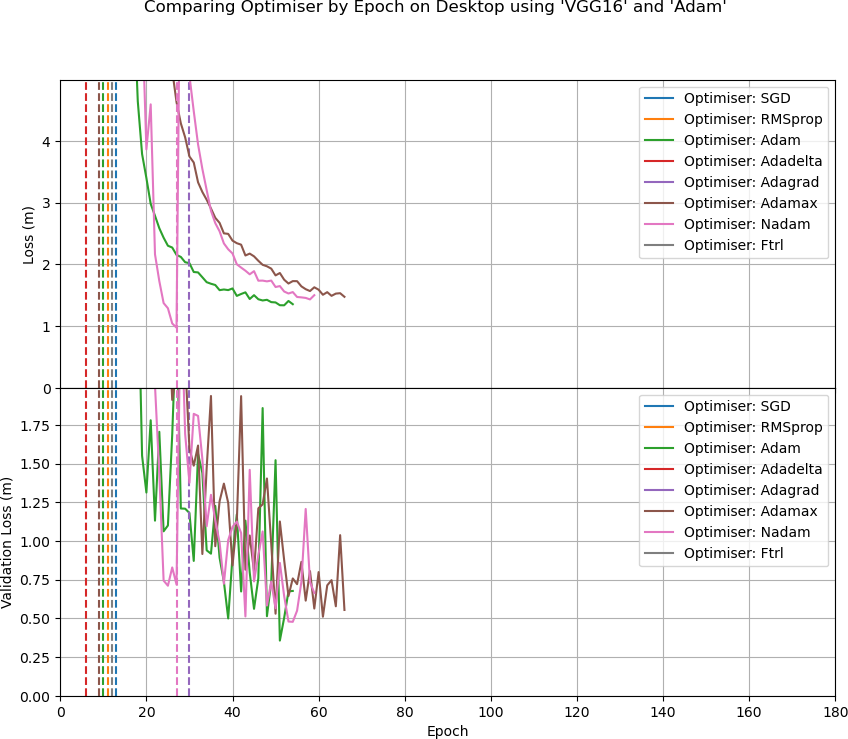 Comparing Optimiser by Epoch on Desktop using 'VGG16' and 'Adam'
Loss (m)
4
3
2
1
0
Optimiser: SGD
Optimiser: RMSprop
Optimiser: Adam
Optimiser: Adadelta
Optimiser: Adagrad
Optimiser: Adamax
Optimiser: Nadam
Optimiser: Ftrl
Validation Loss (m)
1.75
1.50
1.25
1.00
0.75
0.50
0.25
0.00
Optimiser: SGD
Optimiser: RMSprop
Optimiser: Adam
Optimiser: Adadelta
Optimiser: Adagrad
Optimiser: Adamax
Optimiser: Nadam
Optimiser: Ftrl
0 20 40 60 80 100 120 140 160 180
Epoch